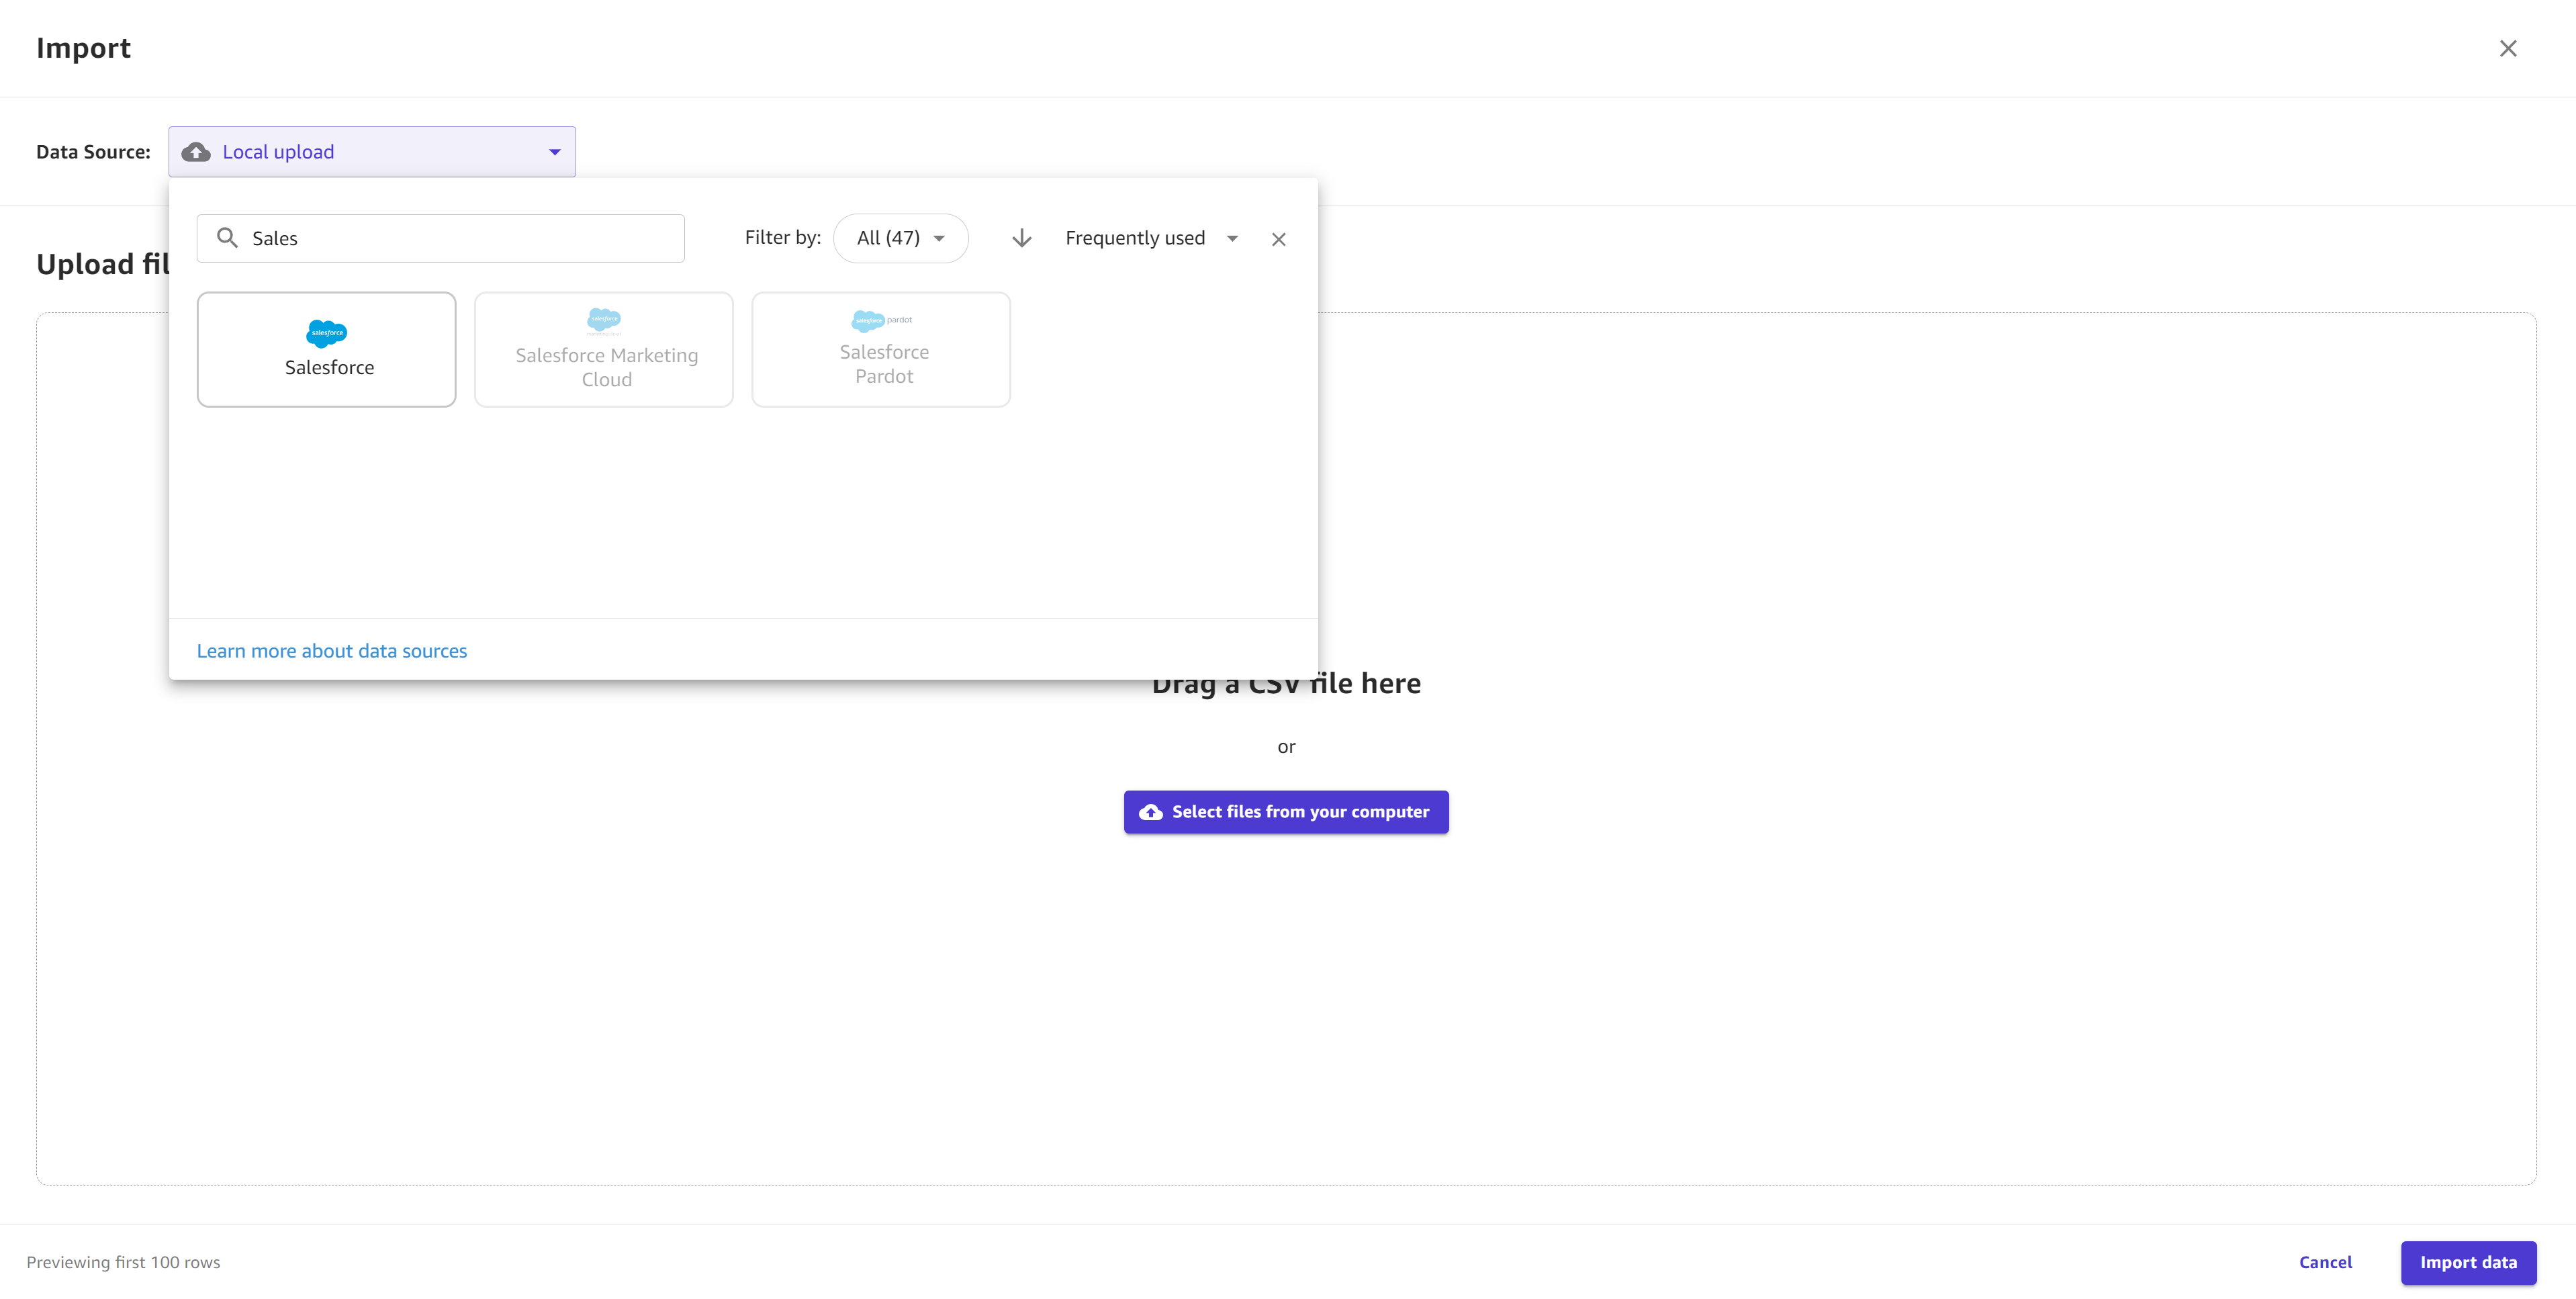 Import
Data Source:
Local upload
Sales
Filter by:
All (47)
Frequently used
Upload fil
salesforce
Salesforce
salesforce
Salesforce Marketing
Cloud
salesforce pardot
Salesforce
Pardot
Learn more about data sources
Drag a CSV file here
or
Select files from your computer
Previewing first 100 rows
Cancel
Import data